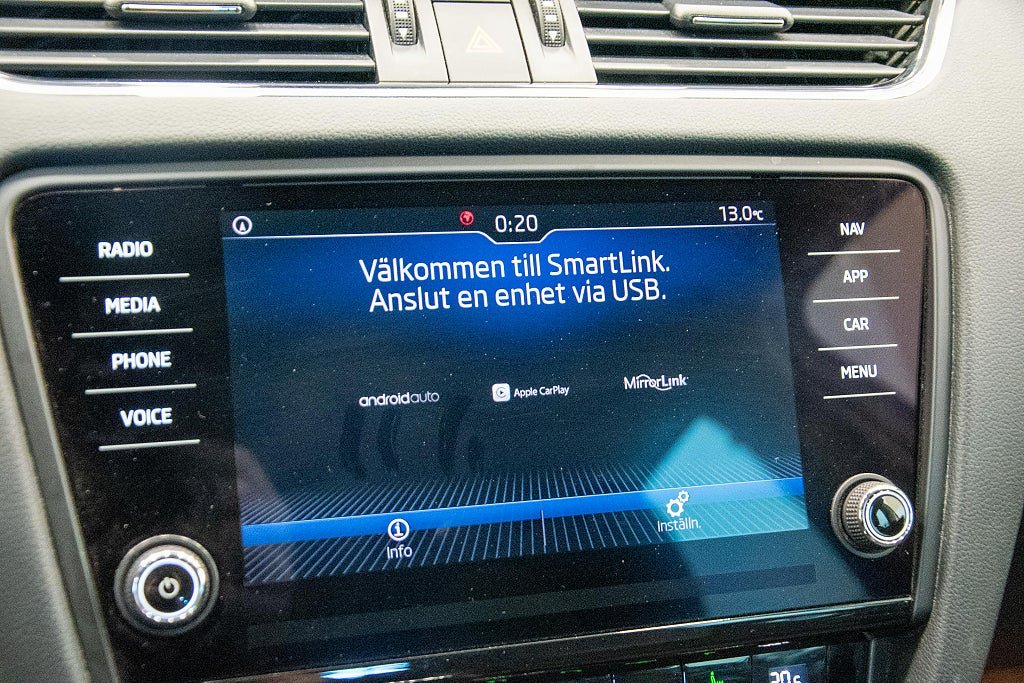 0:20
13.0°C
RADIO
MEDIA
PHONE
VOICE
Välkommen till SmartLink.
Anslut en enhet via USB.
androidauto
Apple CarPlay
MirrorLink
Info
Inställn.
NAV
APP
CAR
MENU